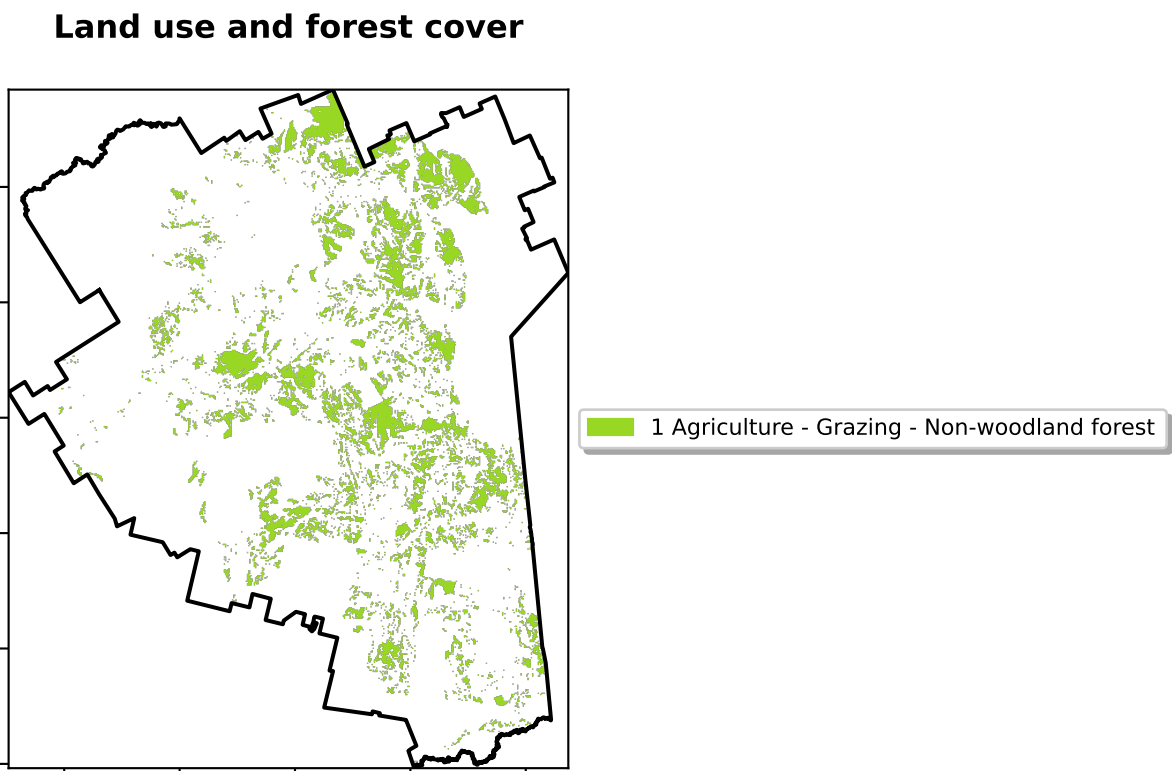 Land use and forest cover
1 Agriculture - Grazing - Non-woodland forest